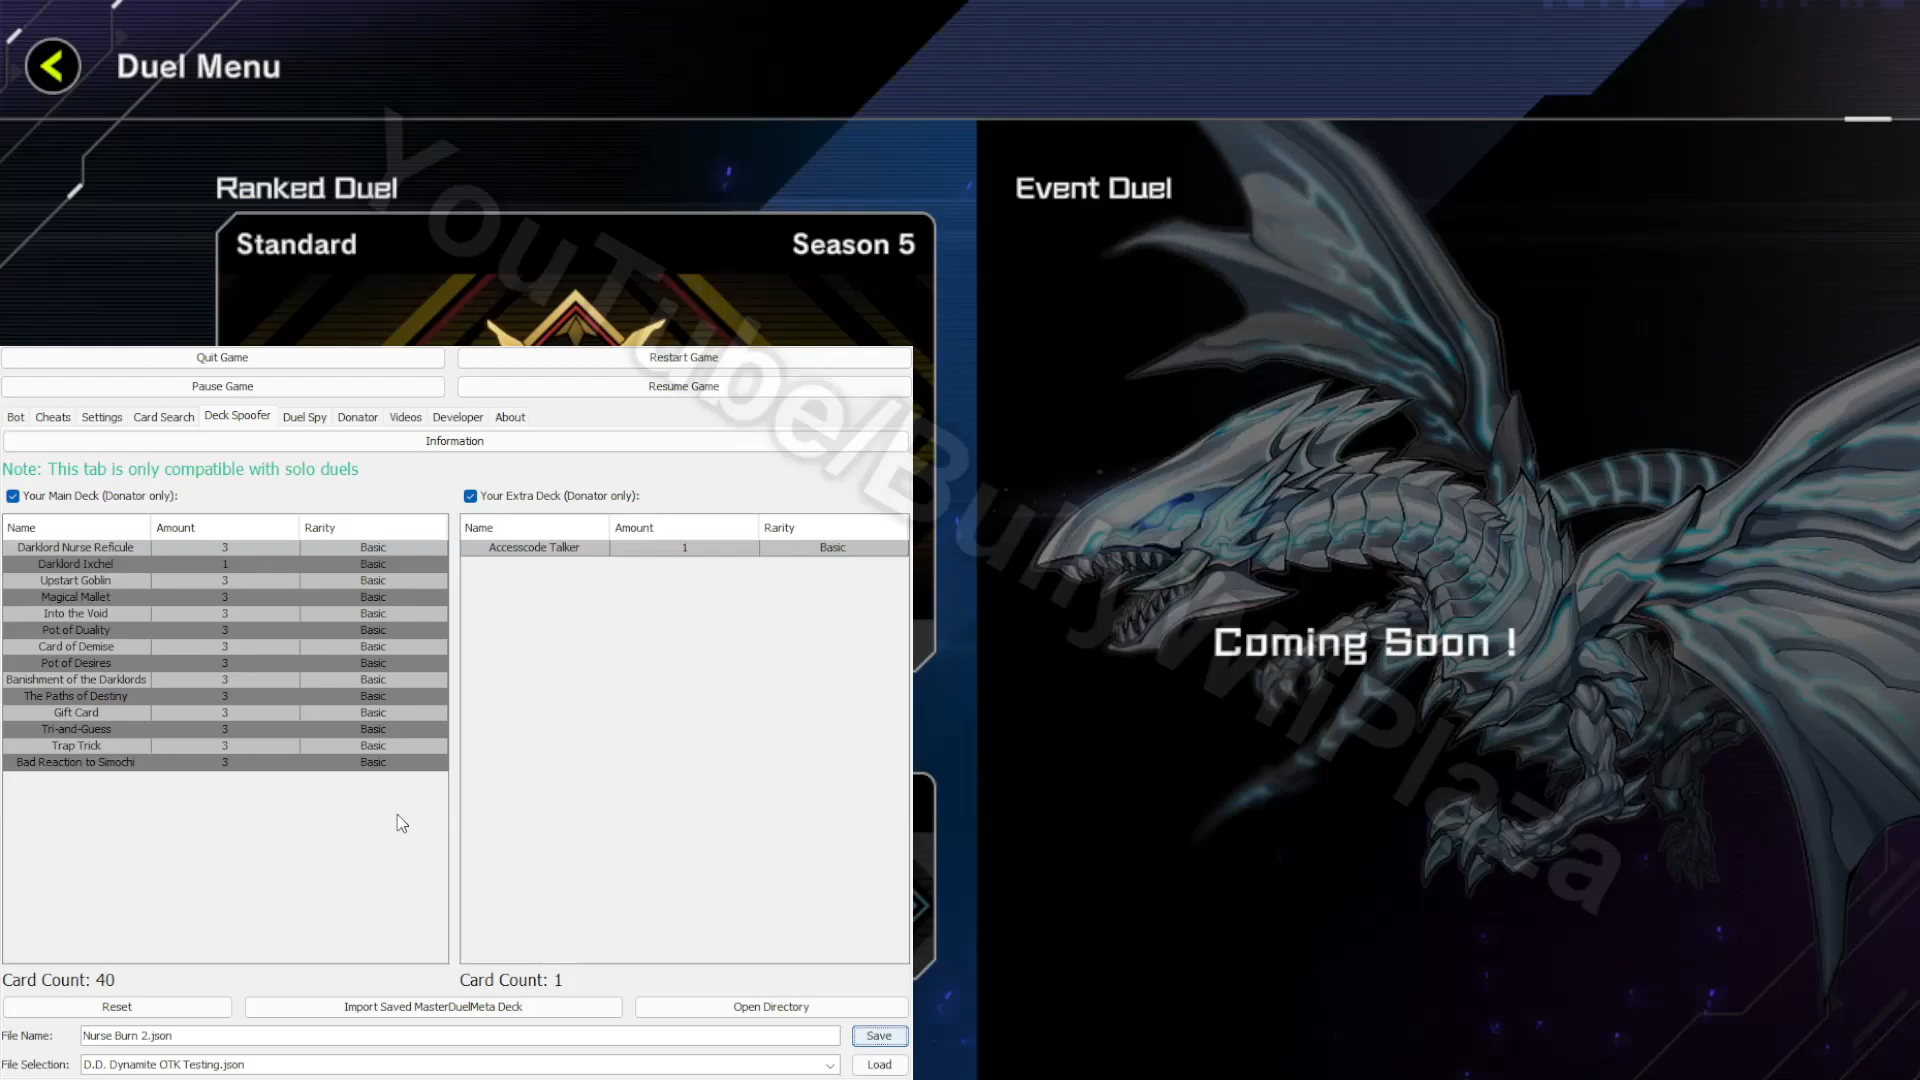 Duel Menu
Ranked Duel
Event Duel
Standard
Season 5
Quit Game
Restart Game
Pause Game
Resume Game
Bot Cheats Settings Card Search Deck Spoofer Duel Spy Donator Videos Developer About
Information
Note: This tab is only compatible with solo duels
Your Main Deck (Donator only):
Name Amount Rarity
Darklord Nurse Reficule 3 Basic
Darklord Ixchel 1 Basic
Upstart Goblin 3 Basic
Magical Mallet 3 Basic
Into the Void 3 Basic
Pot of Duality 3 Basic
Card of Demise 3 Basic
Pot of Desires 3 Basic
Banishment of the Darklords 3 Basic
The Paths of Destiny 3 Basic
Gift Card 3 Basic
Tri-and-Guess 3 Basic
Trap Trick 3 Basic
Bad Reaction to Simochi 3 Basic
Card Count: 40
Your Extra Deck (Donator only):
Name Amount Rarity
Accesscode Talker 1 Basic
Card Count: 1
Reset
Import Saved MasterDuelMeta Deck
Open Directory
File Name: Nurse Burn 2.json Save
File Selection: D.D. Dynamite OTK Testing.json Load
Coming Soon !
YouTube/BullyWiiPlaza